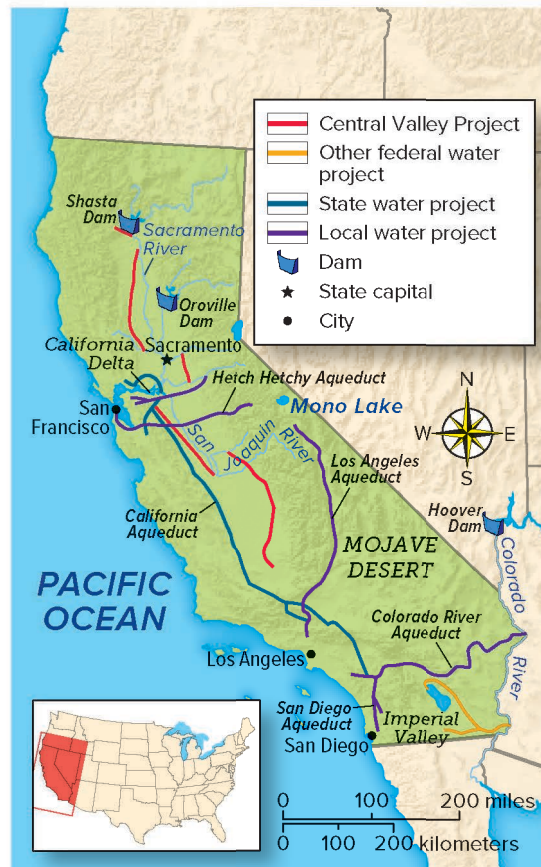 Central Valley Project
Other federal water
project
State water project
Local water project
Dam
State capital
City
Shasta
Dam
Sacramento
River
Oroville
Dam
California
Delta
Sacramento
Hetch Hetchy Aqueduct
San
Francisco
Mono Lake
San
Joaquin
River
N
W
E
S
Los Angeles
Aqueduct
California
Aqueduct
Hoover
Dam
MOJAVE
DESERT
Colorado
River
PACIFIC
OCEAN
Colorado River
Aqueduct
Los Angeles
San Diego
Aqueduct
Imperial
Valley
San Diego
0 100 200 miles
0 100 200 kilometers